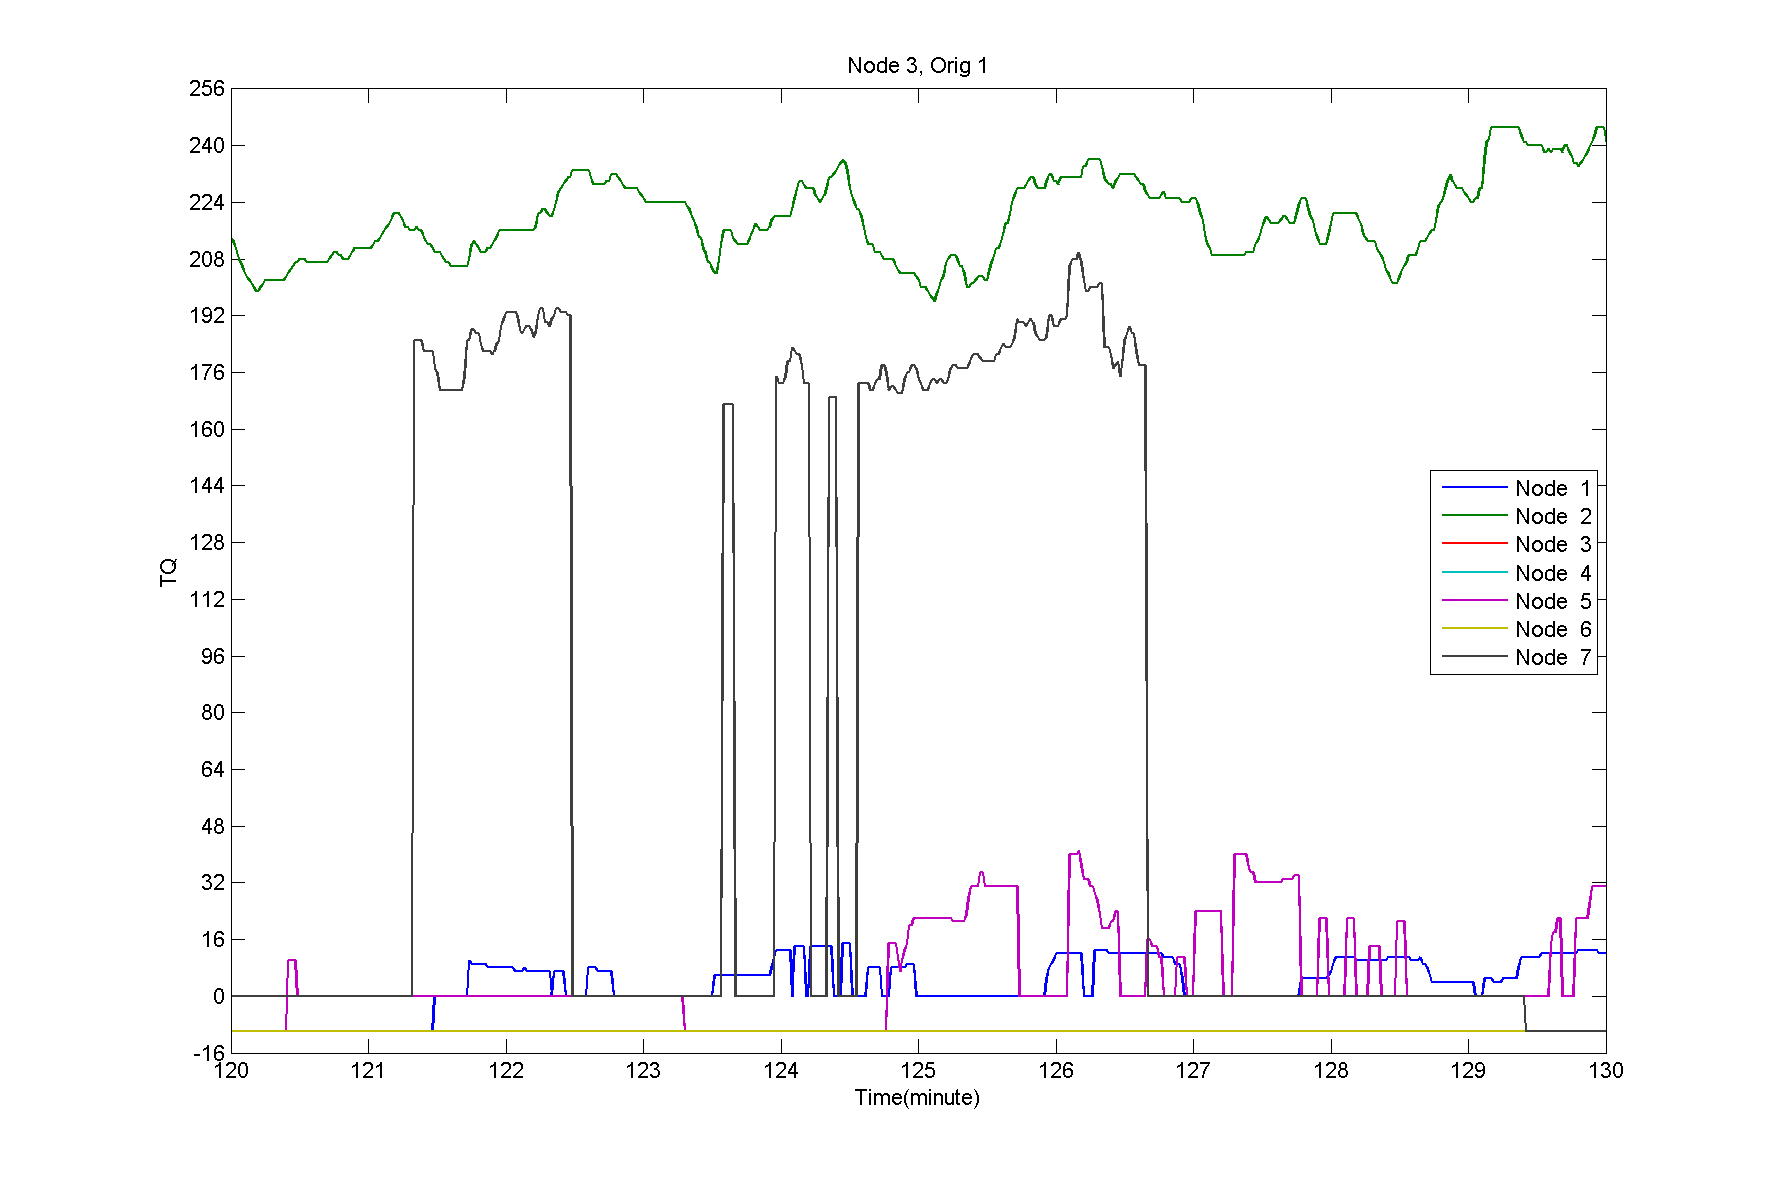 Node 3, Orig 1
256
240
224
208
192
176
160
144
128
112
96
80
64
48
32
16
0
-16
TQ
Node 1
Node 2
Node 3
Node 4
Node 5
Node 6
Node 7
120 121 122 123 124 125 126 127 128 129 130
Time(minute)